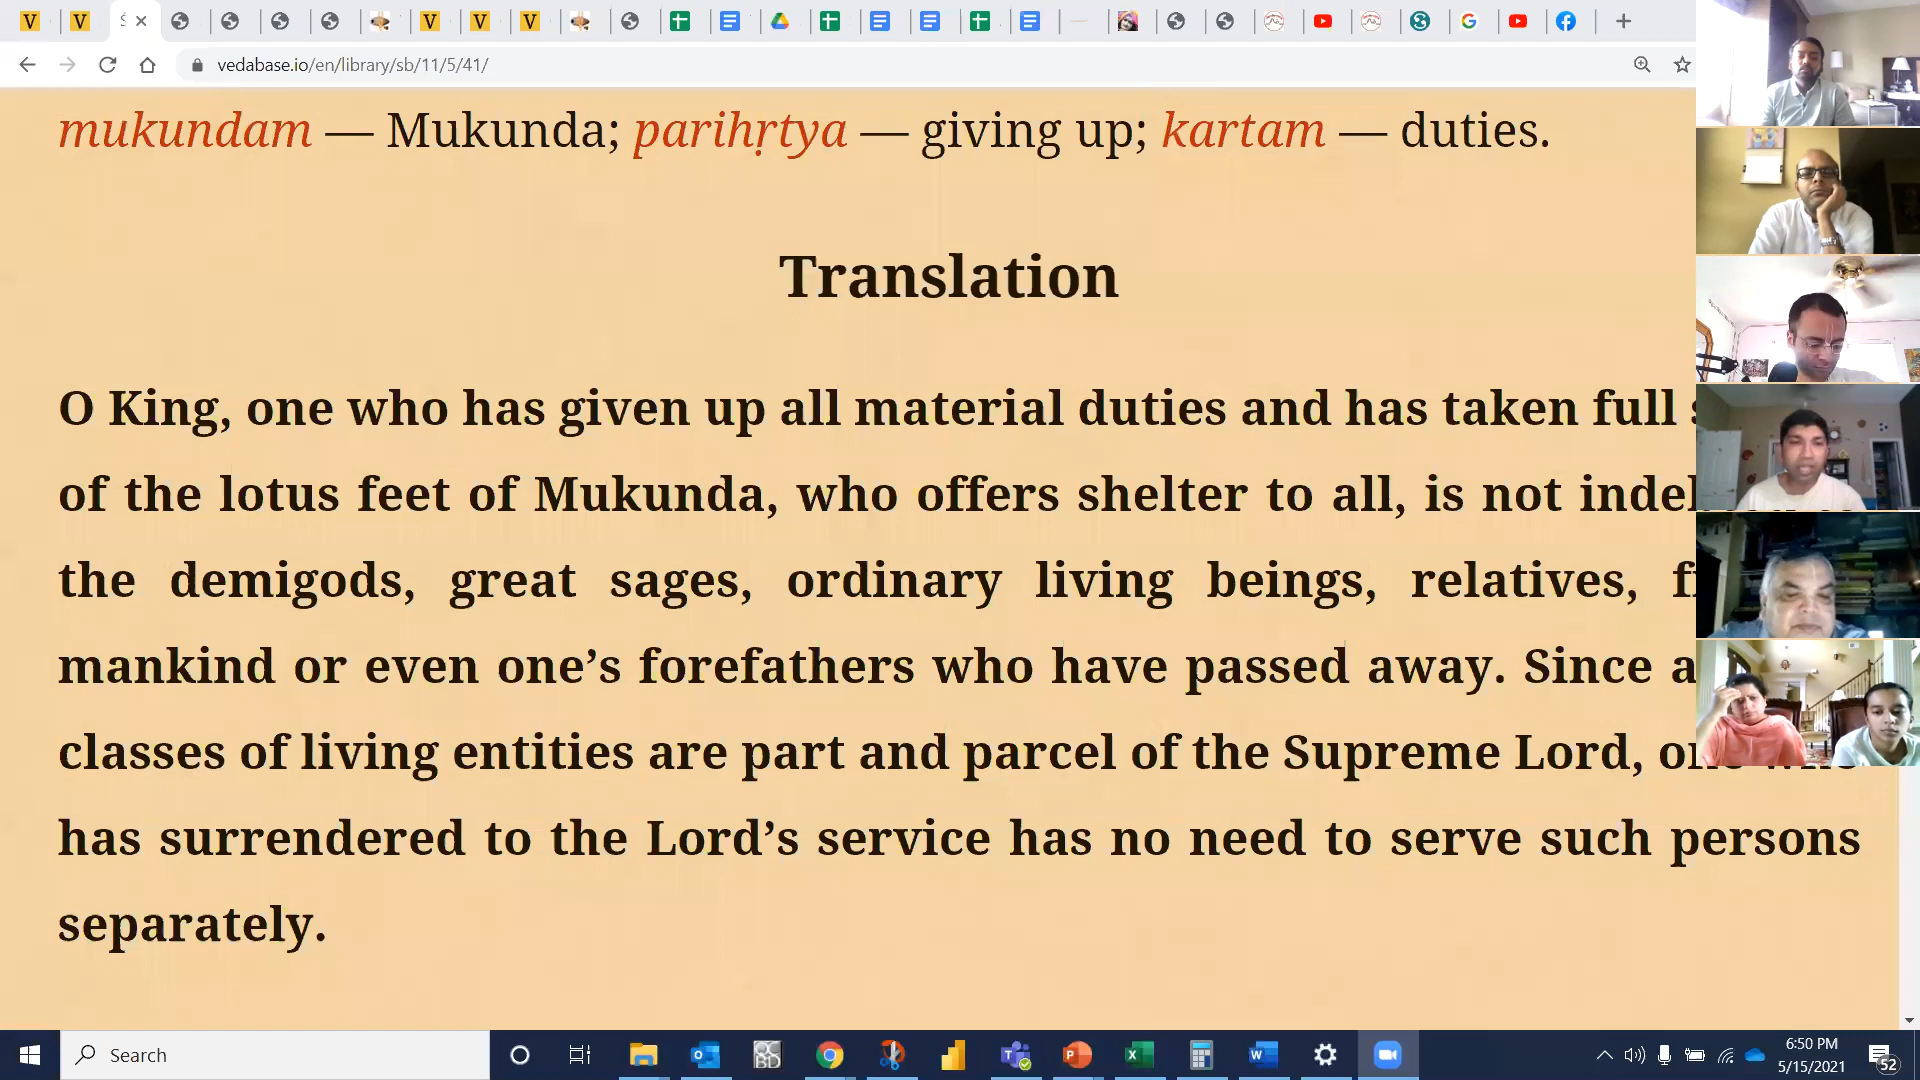 vedabase.io/en/library/sb/11/5/41/
mukundam — Mukunda; parihṛtya — giving up; kartam — duties.
Translation
O King, one who has given up all material duties and has taken full
of the lotus feet of Mukunda, who offers shelter to all, is not
the demigods, great sages, ordinary living beings, relatives,
mankind or even one’s forefathers who have passed away. Since
classes of living entities are part and parcel of the Supreme Lord,
has surrendered to the Lord’s service has no need to serve such persons
separately.
Search
6:50 PM
5/15/2021
52